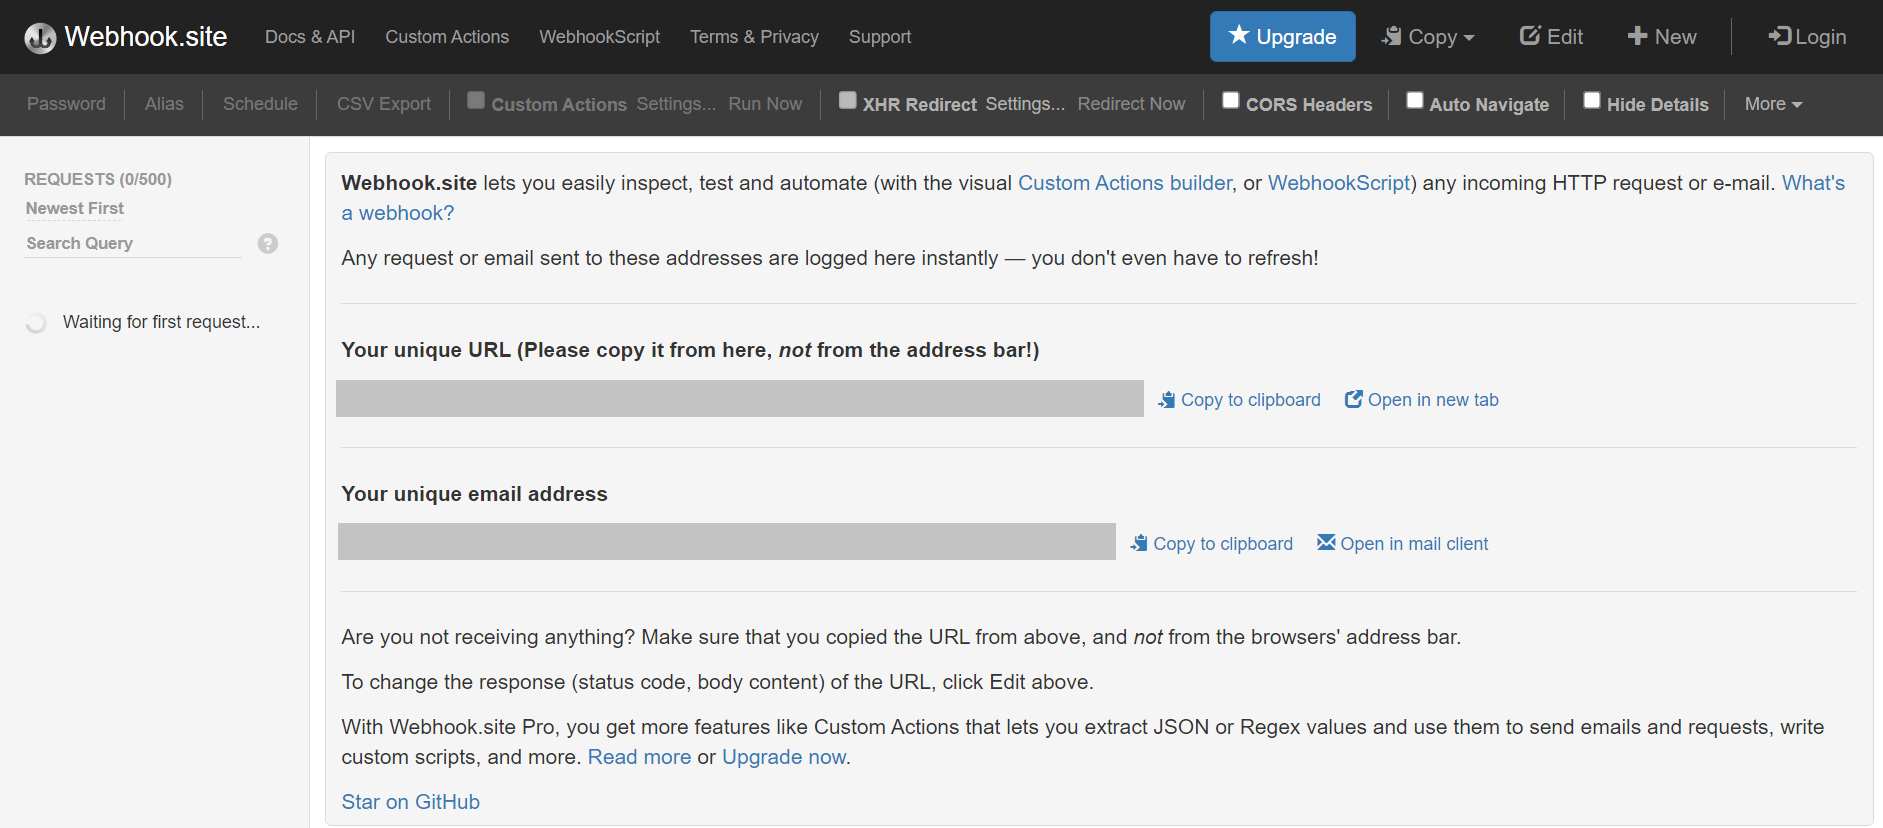 Webhook.site Docs & API Custom Actions WebhookScript Terms & Privacy Support Upgrade Copy Edit New Login
Password Alias Schedule CSV Export Custom Actions Settings... Run Now XHR Redirect Settings... Redirect Now CORS Headers Auto Navigate Hide Details More
REQUESTS (0/500)
Newest First
Search Query ?
Waiting for first request...
Webhook.site lets you easily inspect, test and automate (with the visual Custom Actions builder, or WebhookScript) any incoming HTTP request or e-mail. What's
a webhook?
Any request or email sent to these addresses are logged here instantly — you don't even have to refresh!
Your unique URL (Please copy it from here, not from the address bar!)
Copy to clipboard Open in new tab
Your unique email address
Copy to clipboard Open in mail client
Are you not receiving anything? Make sure that you copied the URL from above, and not from the browsers' address bar.
To change the response (status code, body content) of the URL, click Edit above.
With Webhook.site Pro, you get more features like Custom Actions that lets you extract JSON or Regex values and use them to send emails and requests, write
custom scripts, and more. Read more or Upgrade now.
Star on GitHub